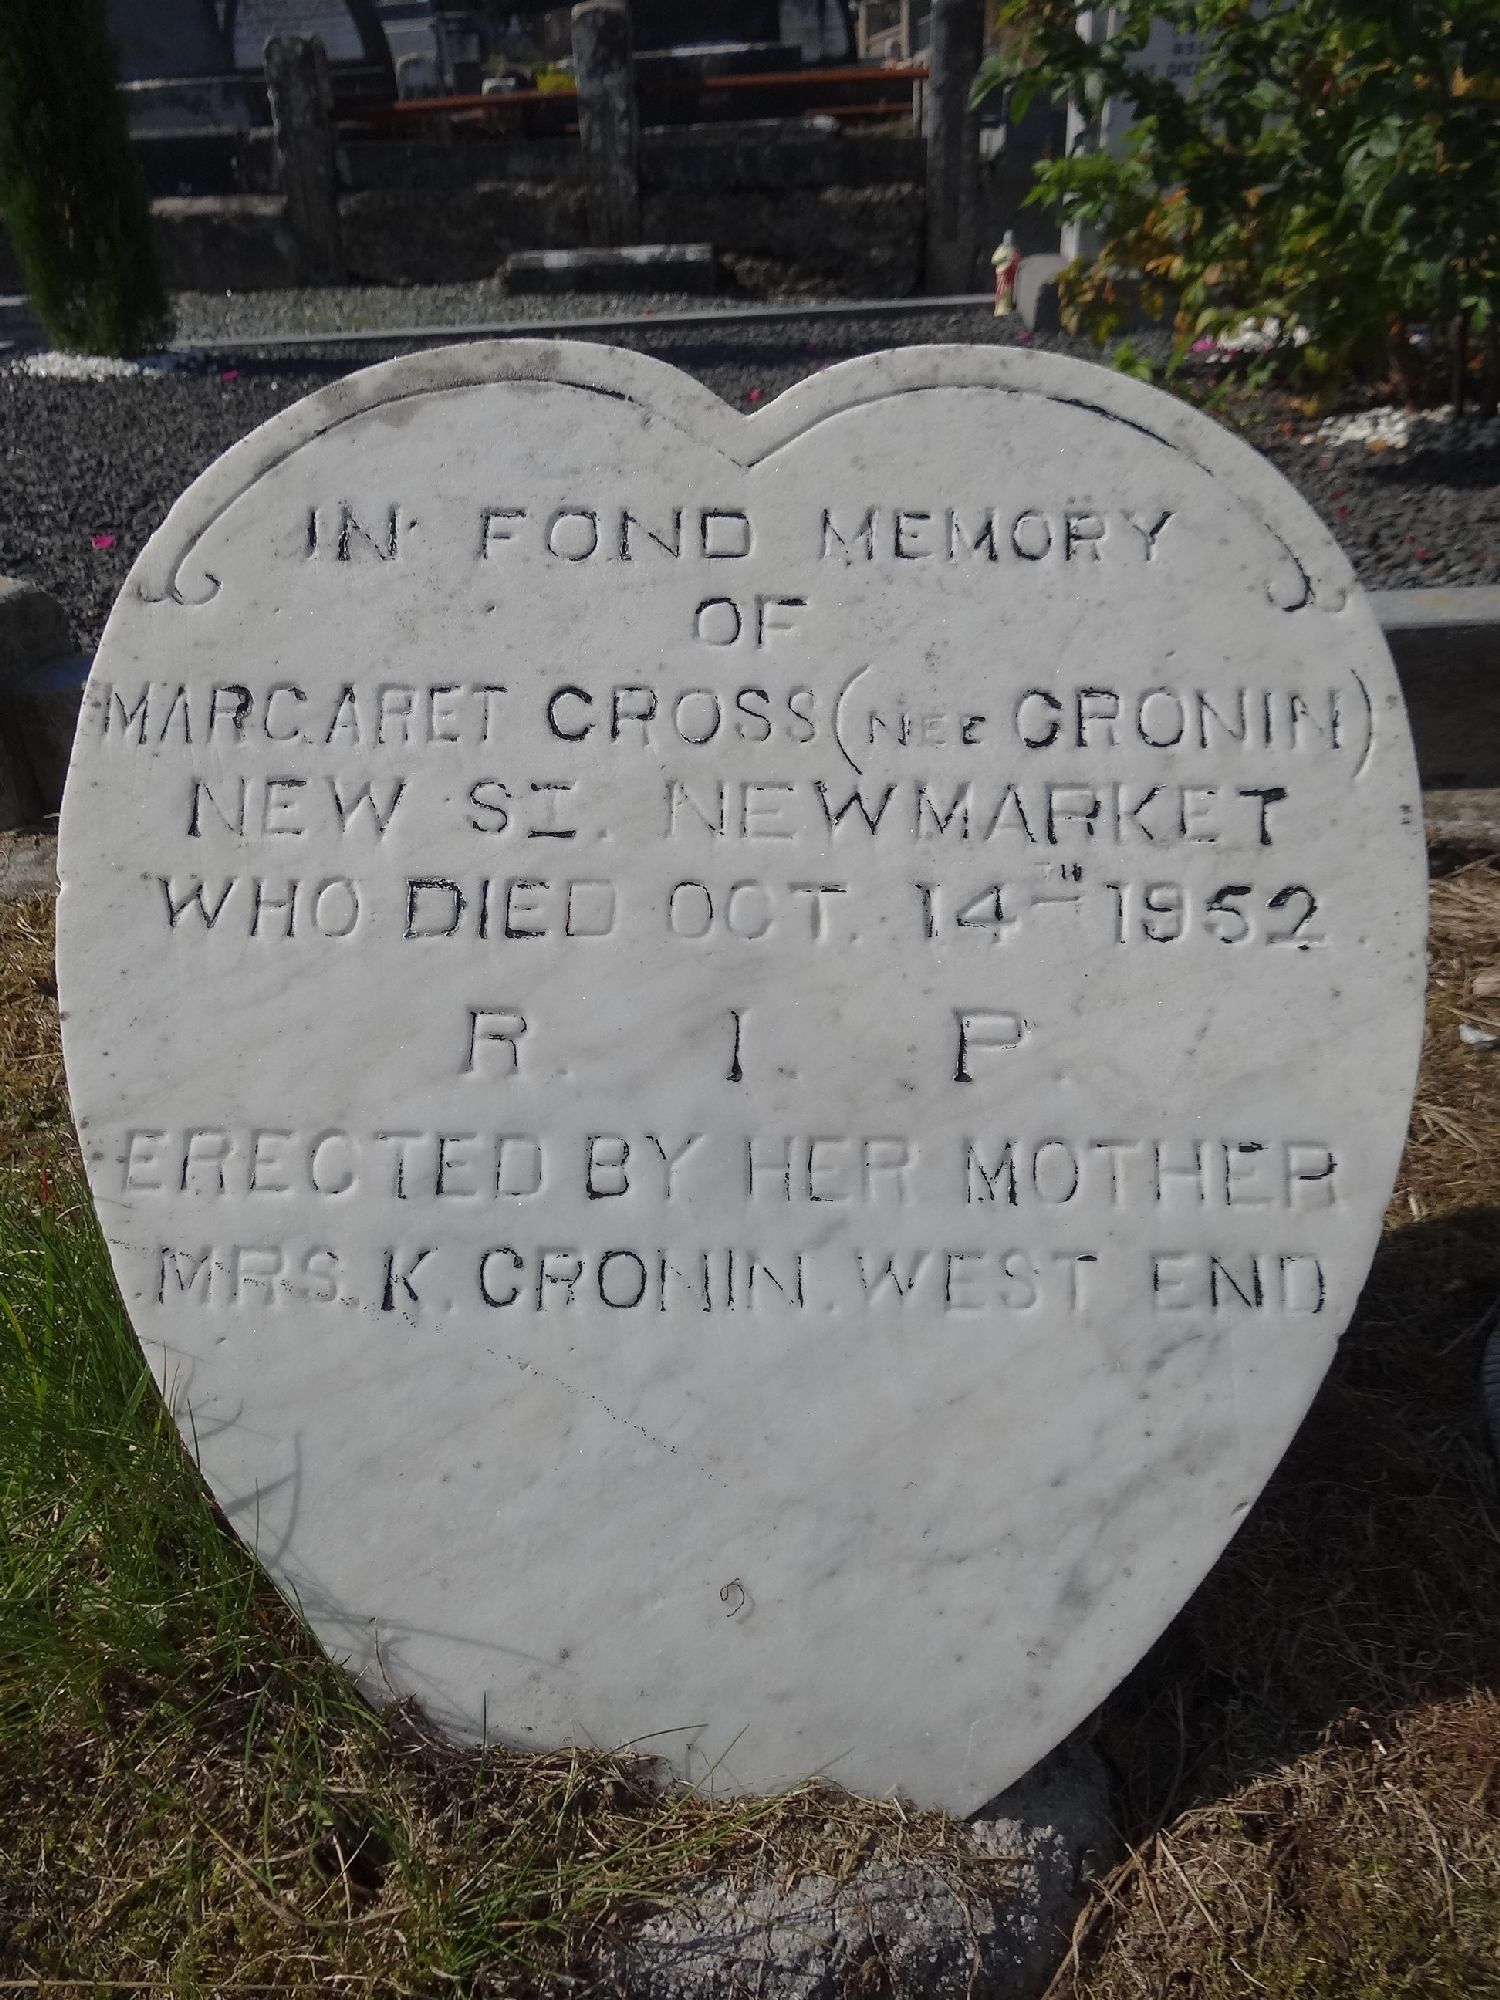 IN FOND MEMORY
OF
MARGARET CROSS (NEE CRONIN)
NEW ST. NEWMARKET
WHO DIED OCT. 14TH 1952.
R. I. P.
ERECTED BY HER MOTHER
MRS. K. CRONIN. WEST END.